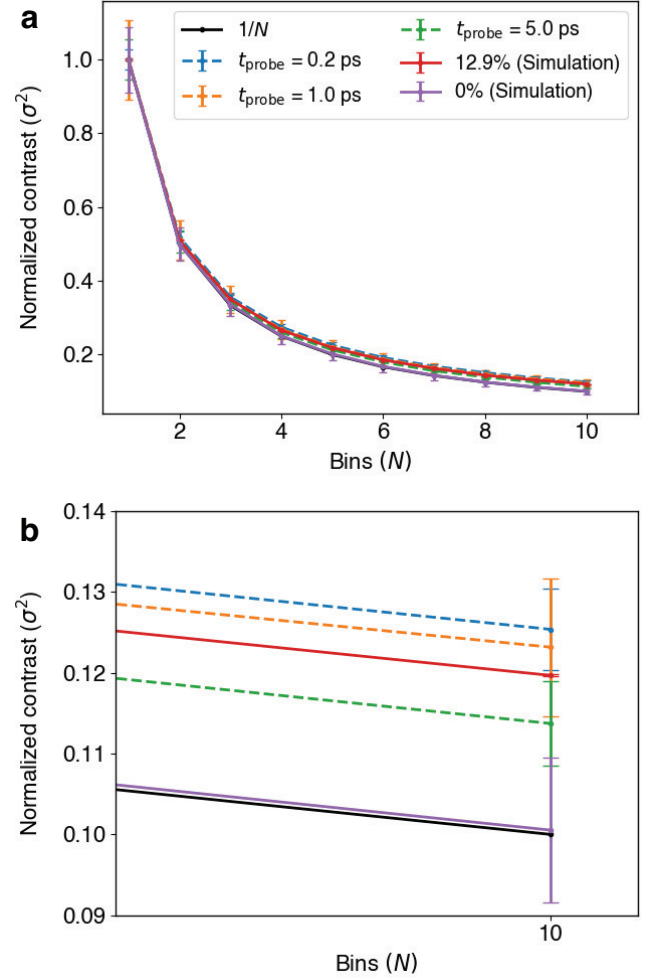 a
1/N
t_probe = 0.2 ps
t_probe = 1.0 ps
t_probe = 5.0 ps
12.9% (Simulation)
0% (Simulation)
Normalized contrast (σ²)
1.0
0.8
0.6
0.4
0.2
2
4
6
8
10
Bins (N)
b
Normalized contrast (σ²)
0.14
0.13
0.12
0.11
0.10
0.09
10
Bins (N)